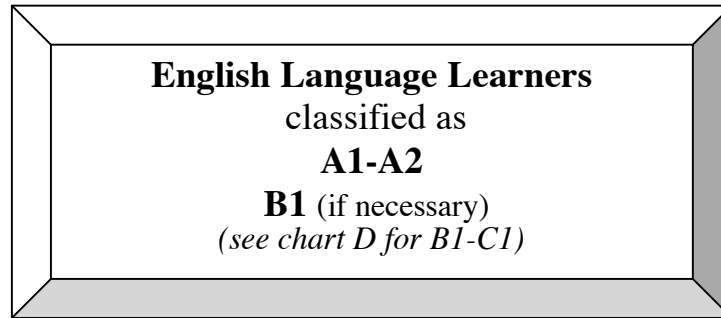 English Language Learners
classified as
A1-A2
B1 (if necessary)
(see chart D for B1-C1)